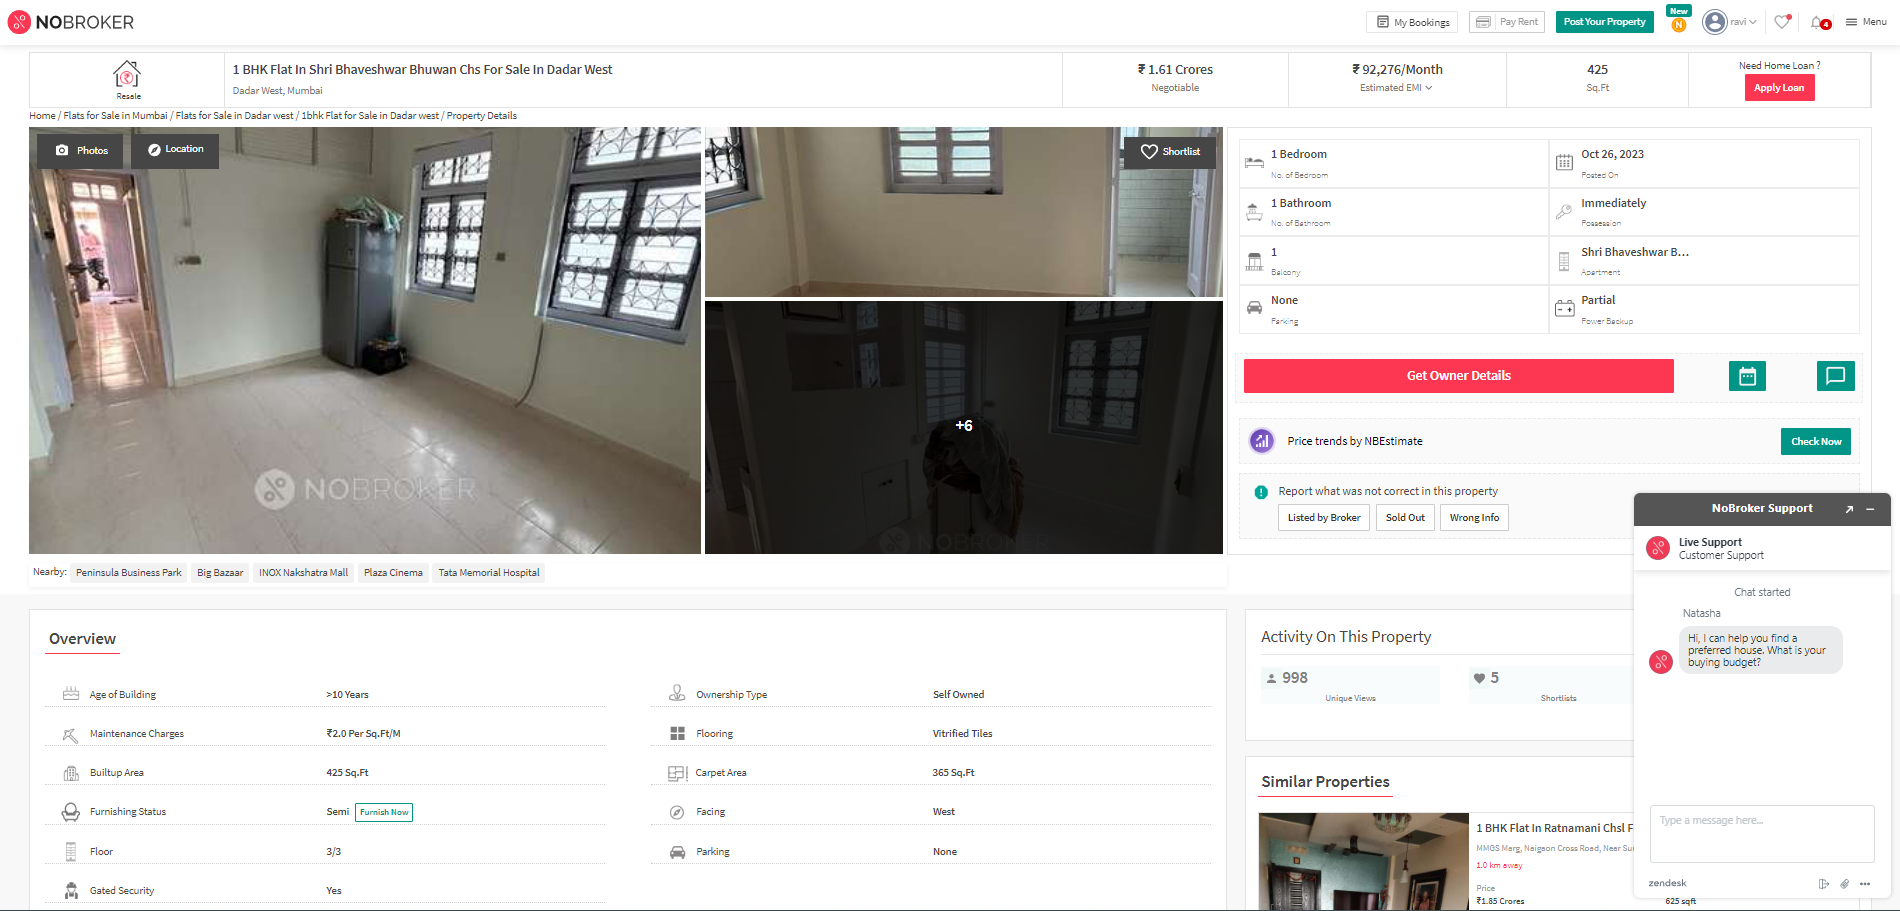 NOBROKER
My Bookings
Pay Rent
Post Your Property
New
N
ravi
4
Menu
Resale
1 BHK Flat In Shri Bhaveshwar Bhuwan Chs For Sale In Dadar West
Dadar West, Mumbai
₹ 1.61 Crores
Negotiable
₹ 92,276/Month
Estimated EMI
425
Sq.Ft
Need Home Loan ?
Apply Loan
Home / Flats for Sale in Mumbai / Flats for Sale in Dadar west / 1bhk Flat for Sale in Dadar west / Property Details
Photos
Location
Shortlist
NOBROKER
+6
NOBROKER
1 Bedroom
No. of Bedroom
Oct 26, 2023
Posted On
1 Bathroom
No. of Bathroom
Immediately
Possession
1
Balcony
Shri Bhaveshwar B...
Apartment
None
Parking
Partial
Power Backup
Get Owner Details
Price trends by NBEstimate
Check Now
Report what was not correct in this property
Listed by Broker
Sold Out
Wrong Info
Nearby:
Peninsula Business Park
Big Bazaar
INOX Nakshatra Mall
Plaza Cinema
Tata Memorial Hospital
Overview
Age of Building
>10 Years
Ownership Type
Self Owned
Maintenance Charges
₹2.0 Per Sq.Ft/M
Flooring
Vitrified Tiles
Builtup Area
425 Sq.Ft
Carpet Area
365 Sq.Ft
Furnishing Status
Semi
Furnish Now
Facing
West
Floor
3/3
Parking
None
Gated Security
Yes
Activity On This Property
998
Unique Views
5
Shortlists
Similar Properties
1 BHK Flat In Ratnamani Chsl F
MMGS Marg, Naigaon Cross Road, Near Su
1.0 km away
Price
₹1.85 Crores
625 sqft
NoBroker Support
Live Support
Customer Support
Chat started
Natasha
Hi, I can help you find a
preferred house. What is your
buying budget?
Type a message here...
zendesk